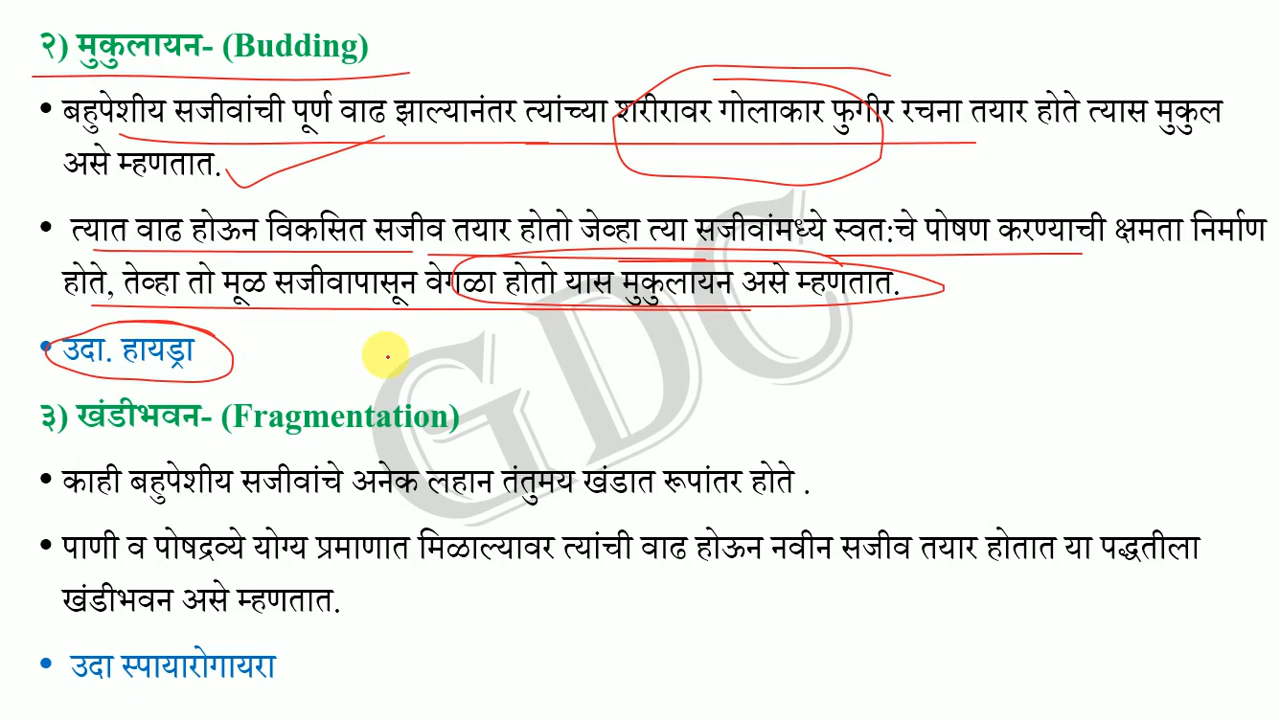 २) मुकुलायन- (Budding)
• बहुपेशीय सजीवांची पूर्ण वाढ झाल्यानंतर त्यांच्या शरीरावर गोलाकार फुगीर रचना तयार होते त्यास मुकुल
असे म्हणतात.
• त्यात वाढ होऊन विकसित सजीव तयार होतो जेव्हा त्या सजीवांमध्ये स्वत:चे पोषण करण्याची क्षमता निर्माण
होते, तेव्हा तो मूळ सजीवापासून वेगळा होतो यास मुकुलायन असे म्हणतात.
• उदा. हायड्रा
३) खंडीभवन- (Fragmentation)
• काही बहुपेशीय सजीवांचे अनेक लहान तंतुमय खंडात रूपांतर होते .
• पाणी व पोषद्रव्ये योग्य प्रमाणात मिळाल्यावर त्यांची वाढ होऊन नवीन सजीव तयार होतात या पद्धतीला
खंडीभवन असे म्हणतात.
• उदा स्पायारोगायरा
GDC